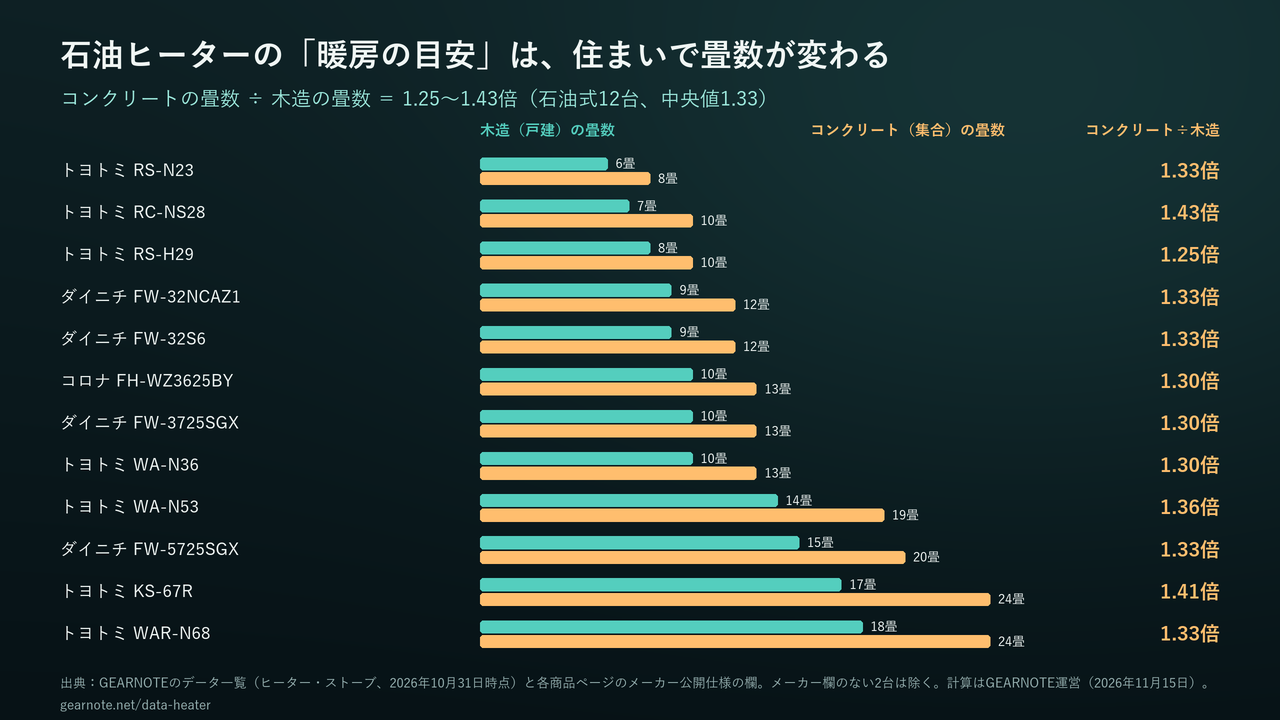 石油ヒーターの「暖房の目安」は、住まいで畳数が変わる
コンクリートの畳数 ÷ 木造の畳数 = 1.25〜1.43倍（石油式12台、中央値1.33）
木造（戸建）の畳数 コンクリート（集合）の畳数 コンクリート÷木造
トヨトミ RS-N23 6畳 8畳 1.33倍
トヨトミ RC-NS28 7畳 10畳 1.43倍
トヨトミ RS-H29 8畳 10畳 1.25倍
ダイニチ FW-32NCAZ1 9畳 12畳 1.33倍
ダイニチ FW-32S6 9畳 12畳 1.33倍
コロナ FH-WZ3625BY 10畳 13畳 1.30倍
ダイニチ FW-3725SGX 10畳 13畳 1.30倍
トヨトミ WA-N36 10畳 13畳 1.30倍
トヨトミ WA-N53 14畳 19畳 1.36倍
ダイニチ FW-5725SGX 15畳 20畳 1.33倍
トヨトミ KS-67R 17畳 24畳 1.41倍
トヨトミ WAR-N68 18畳 24畳 1.33倍
出典：GEARNOTEのデータ一覧（ヒーター・ストーブ、2026年10月31日時点）と各商品ページのメーカー公開仕様の欄。メーカー欄のない2台は除く。計算はGEARNOTE運営（2026年11月15日）。
gearnote.net/data-heater